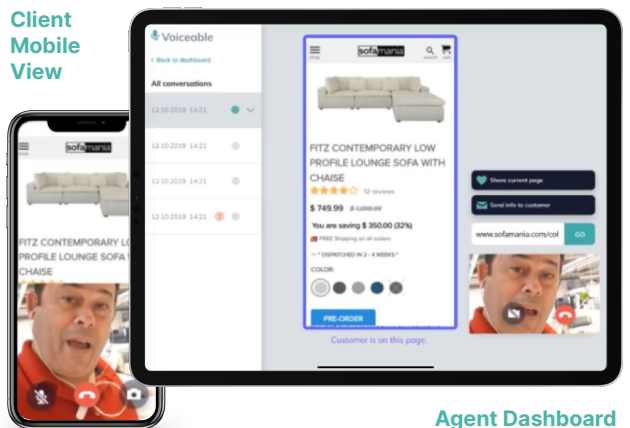 Client
Mobile
View
shop
sofamania
FITZ CONTEMPORARY LO
PROFILE LOUNGE SOFA
CHAISE
Voiceable
< Back to dashboard
All conversations
12-10-2019 14:21
12-10-2019 14:21
12-10-2019 14:21
12-10-2019 14:21
shop
sofamania
search
cart
FITZ CONTEMPORARY LOW
PROFILE LOUNGE SOFA WITH
CHAISE
12 reviews
$ 749.99 $ 1,099.99
You are saving $ 350.00 (32%)
FREE Shipping on all orders
--- * DISPATCHED IN 2 - 4 WEEKS *
COLOR:
PRE-ORDER
Customer is on this page.
Share current page
Send info to customer
www.sofamania.com/col
GO
Agent Dashboard